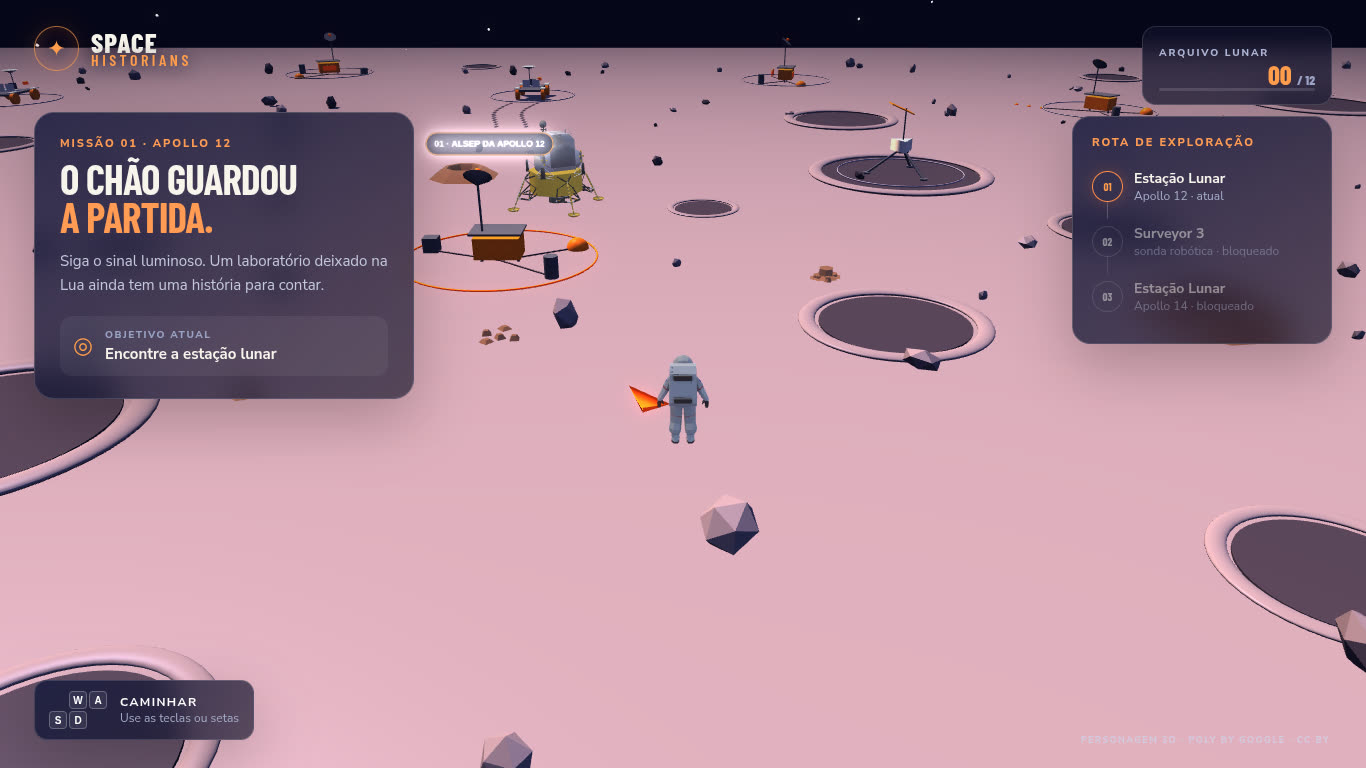 SPACE
HISTORIANS
ARQUIVO LUNAR
00 / 12
MISSÃO 01 · APOLLO 12
O CHÃO GUARDOU
A PARTIDA.
Siga o sinal luminoso. Um laboratório deixado na
Lua ainda tem uma história para contar.
OBJETIVO ATUAL
Encontre a estação lunar
01 · ALSEP DA APOLLO 12
ROTA DE EXPLORAÇÃO
01
Estação Lunar
Apollo 12 · atual
02
Surveyor 3
sonda robótica · bloqueado
03
Estação Lunar
Apollo 14 · bloqueado
W A
S D
CAMINHAR
Use as teclas ou setas
PERSONAGEM 3D · POLY BY GOOGLE · CC BY